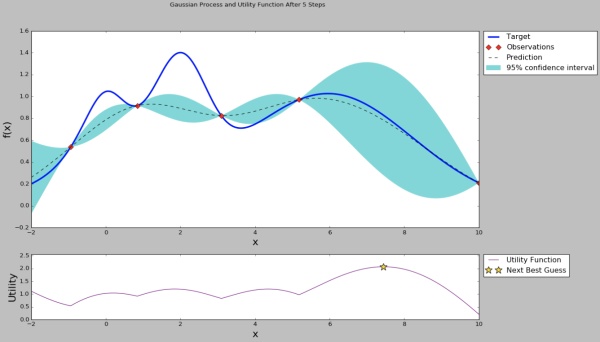 Gaussian Process and Utility Function After 5 Steps
1.6
1.4
1.2
1.0
0.8
0.6
0.4
0.2
0.0
−0.2
f(x)
−2
0
2
4
6
8
10
x
Target
Observations
Prediction
95% confidence interval
2.5
2.0
1.5
1.0
0.5
0.0
Utility
−2
0
2
4
6
8
10
x
Utility Function
Next Best Guess